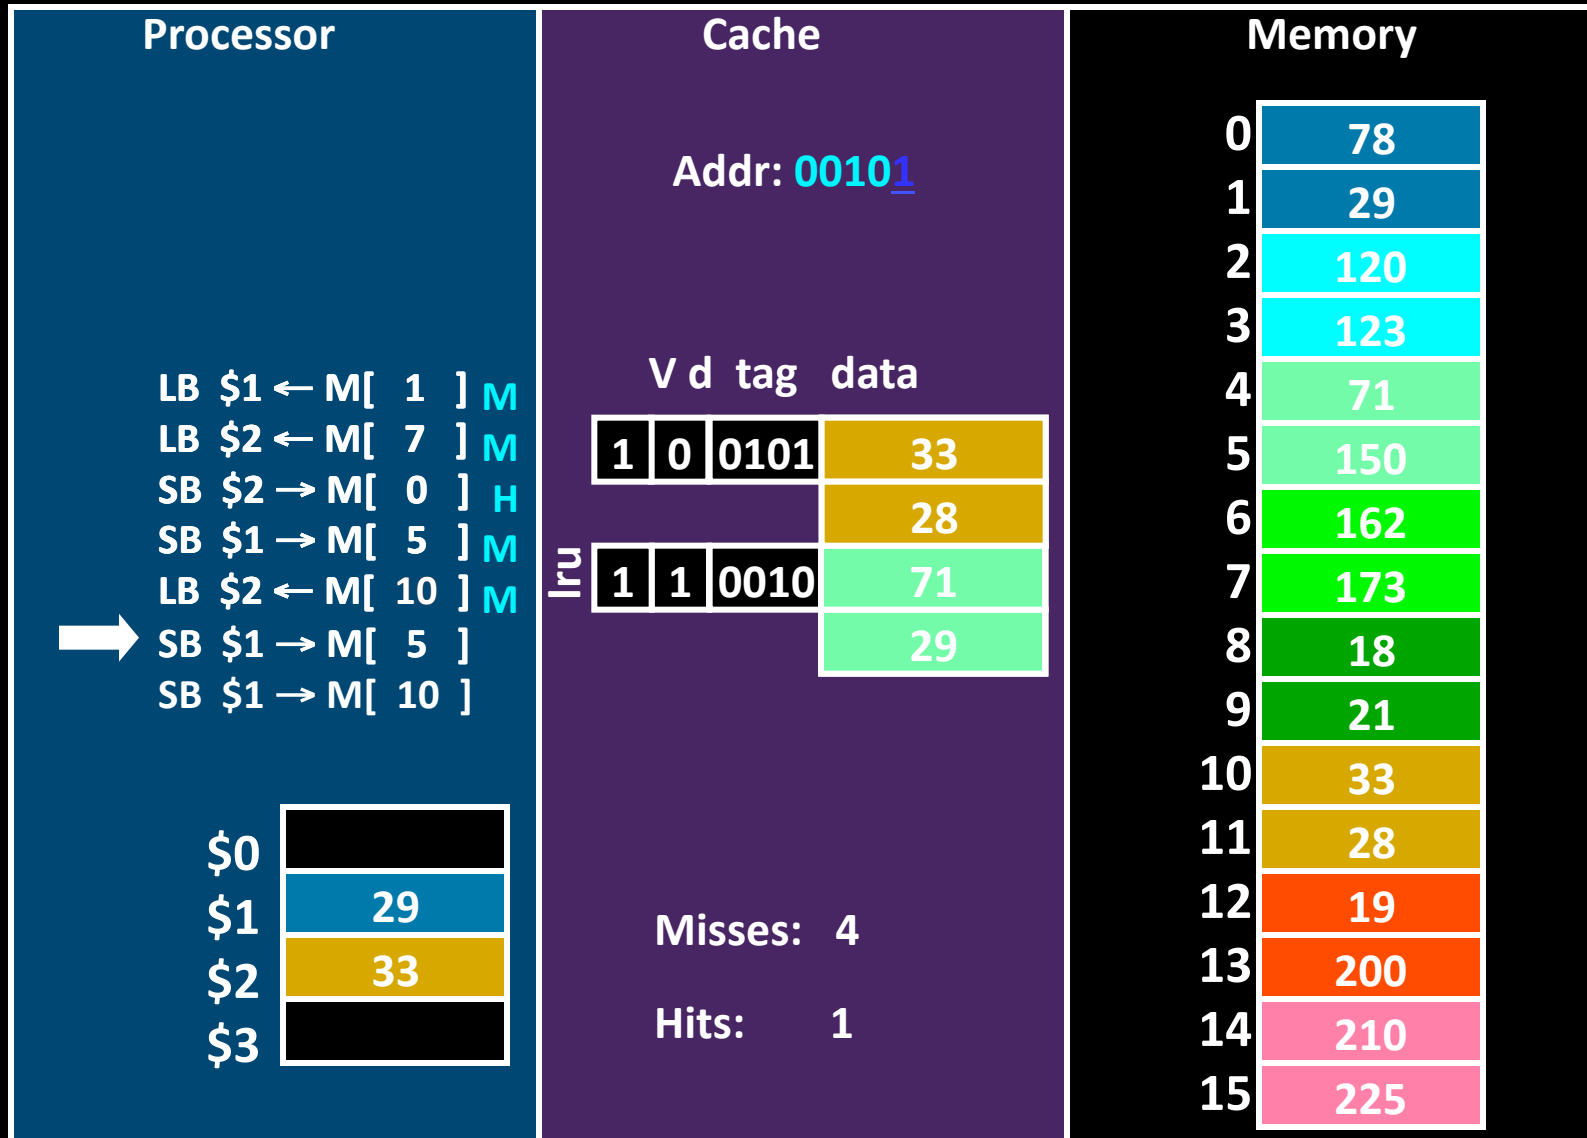 Processor
LB $1 ← M[ 1 ] M
LB $2 ← M[ 7 ] M
SB $2 → M[ 0 ] H
SB $1 → M[ 5 ] M
LB $2 ← M[ 10 ] M
SB $1 → M[ 5 ]
SB $1 → M[ 10 ]
$0
$1 29
$2 33
$3
Cache
Addr: 00101
V d tag data
1 0 0101 33
28
lru 1 1 0010 71
29
Misses: 4
Hits: 1
Memory
0 78
1 29
2 120
3 123
4 71
5 150
6 162
7 173
8 18
9 21
10 33
11 28
12 19
13 200
14 210
15 225